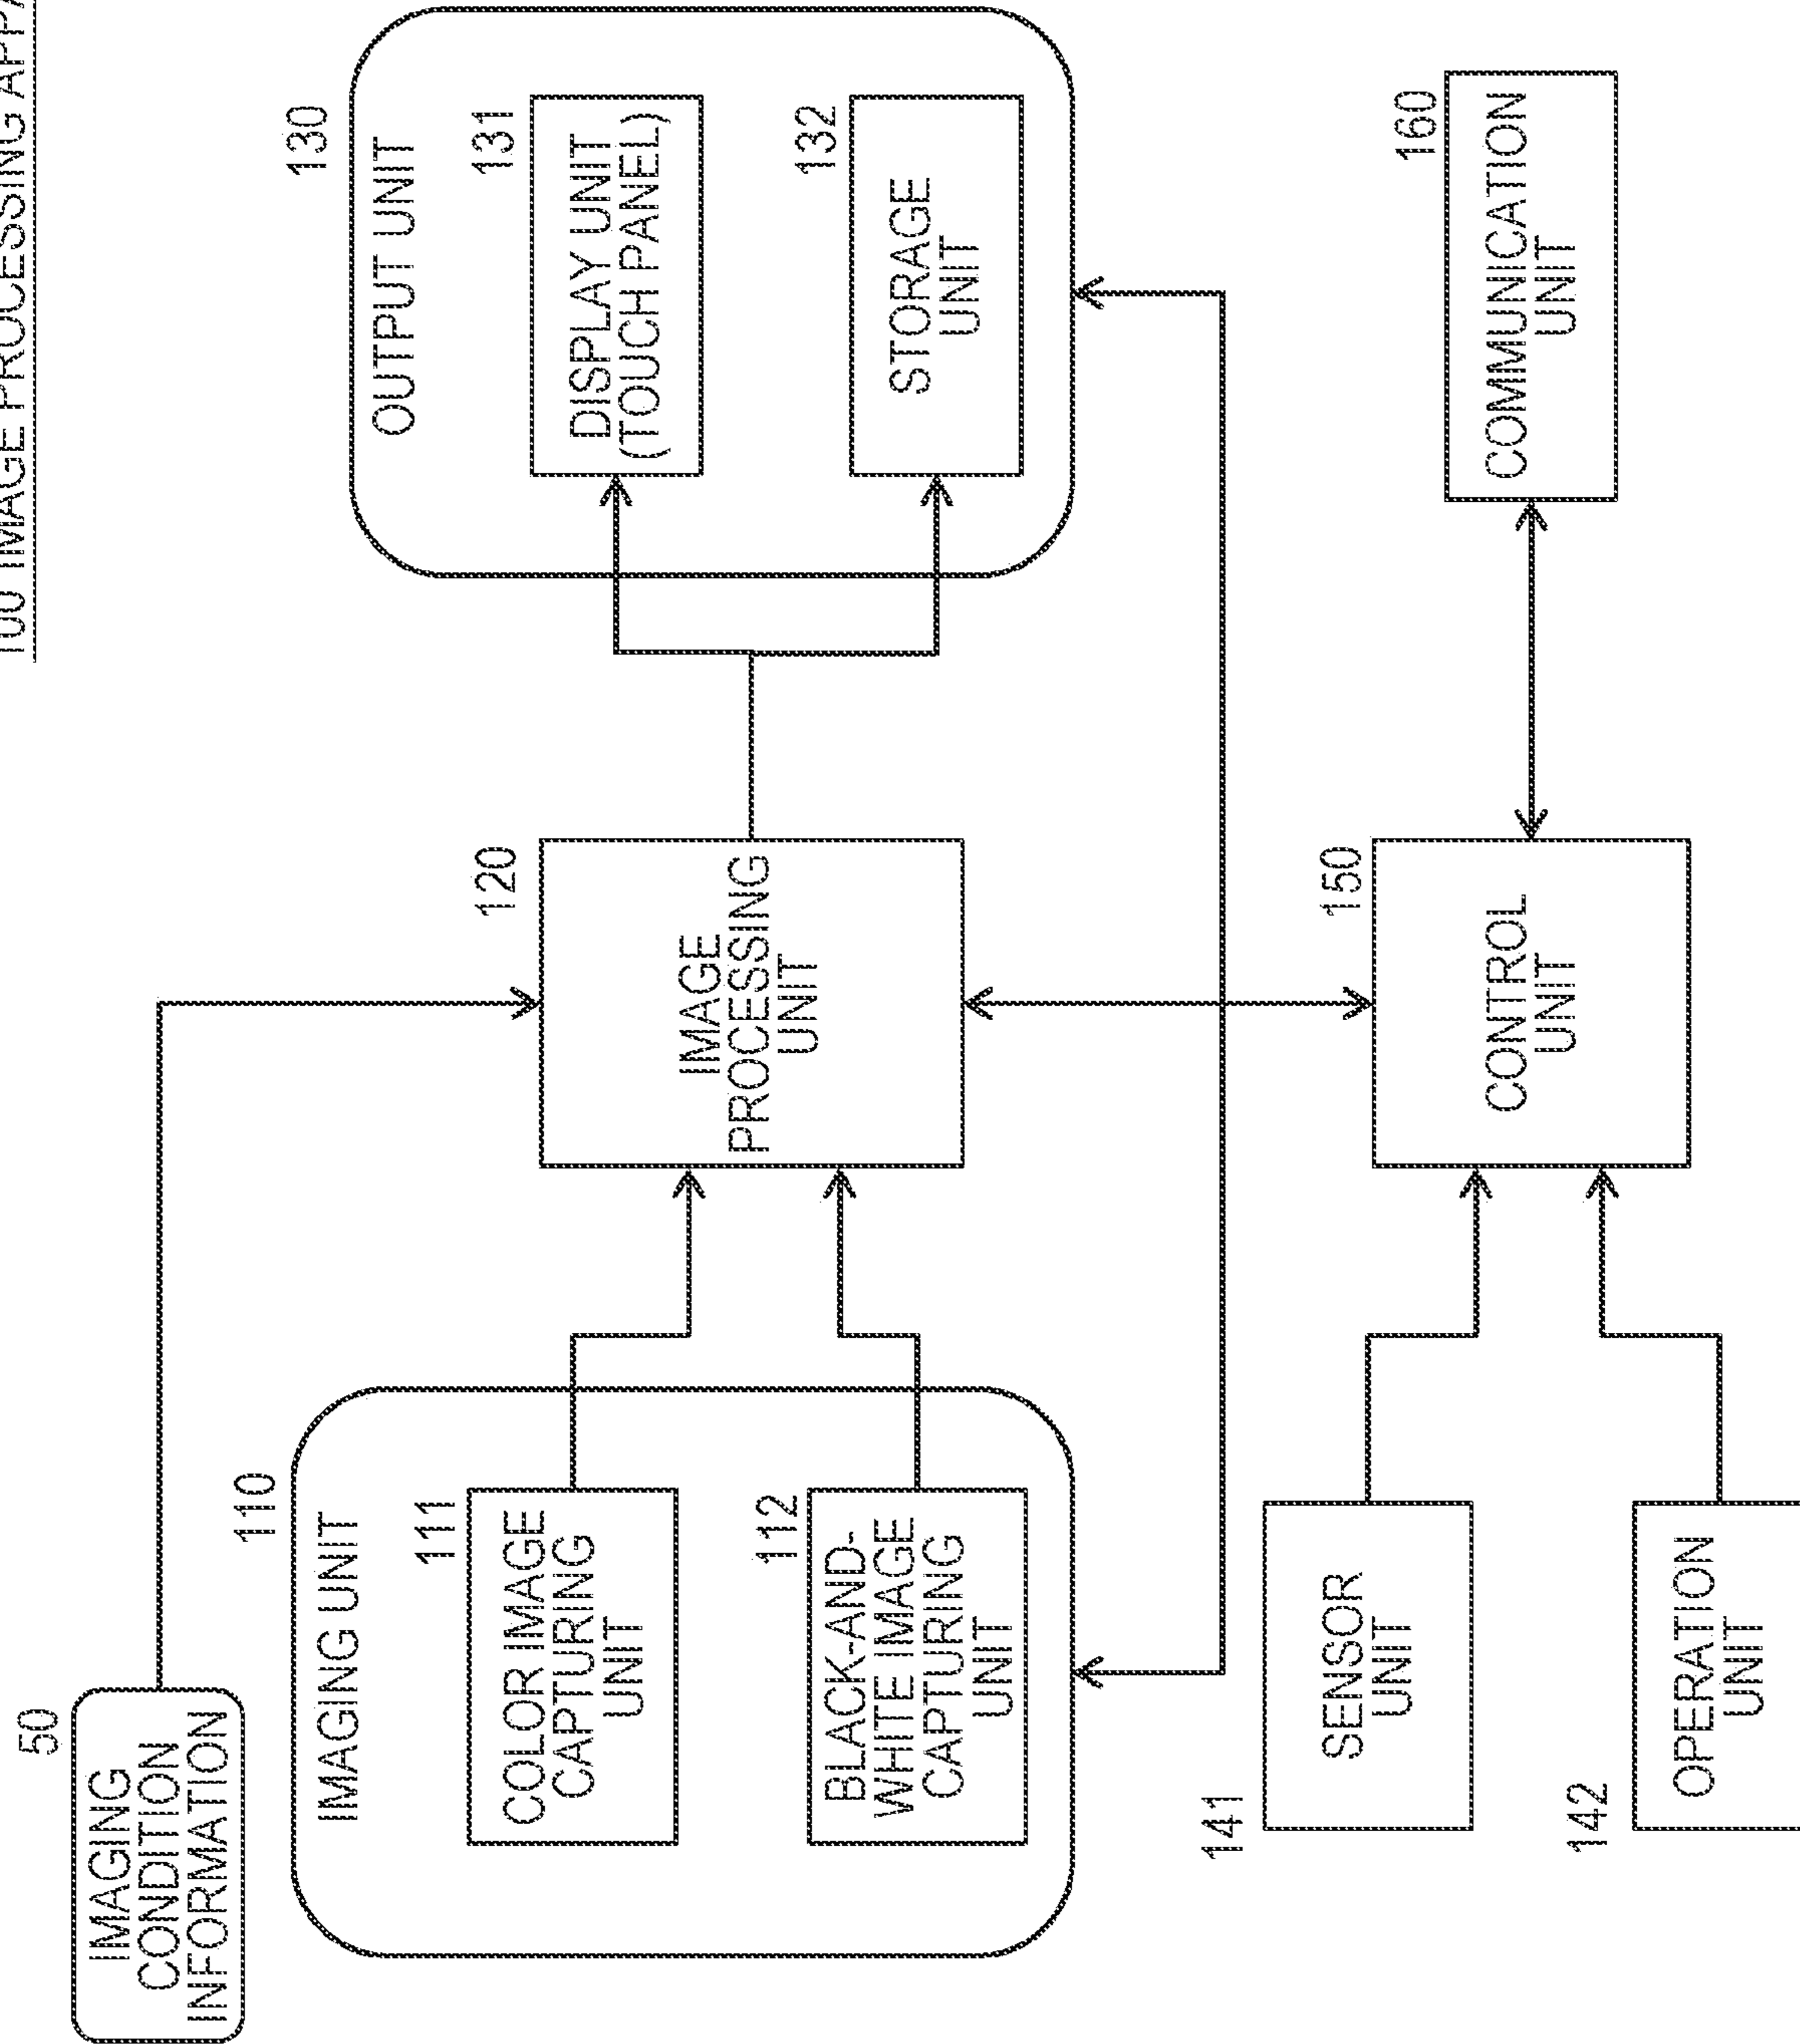 100 IMAGE PROCESSING
50
IMAGING
CONDITION
INFORMATION
110
IMAGING UNIT
111
COLOR IMAGE
CAPTURING
UNIT
112
BLACK-AND-
WHITE IMAGE
CAPTURING
UNIT
120
IMAGE
PROCESSING
UNIT
130
OUTPUT UNIT
131
DISPLAY UNIT
(TOUCH PANEL)
132
STORAGE
UNIT
141
SENSOR
UNIT
142
OPERATION
UNIT
150
CONTROL
UNIT
160
COMMUNICATION
UNIT